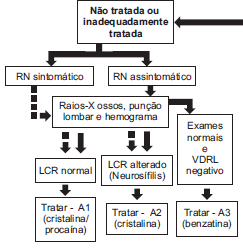 Não tratada ou
inadequadamente
tratada
RN sintomático
RN assintomático
Raios-X ossos, punção
lombar e hemograma
Exames
normais
e
VDRL
negativo
LCR normal
LCR alterado
(Neurosífilis)
Tratar - A1
(cristalina/
procaína)
Tratar - A2
(cristalina)
Tratar - A3
(benzatina)